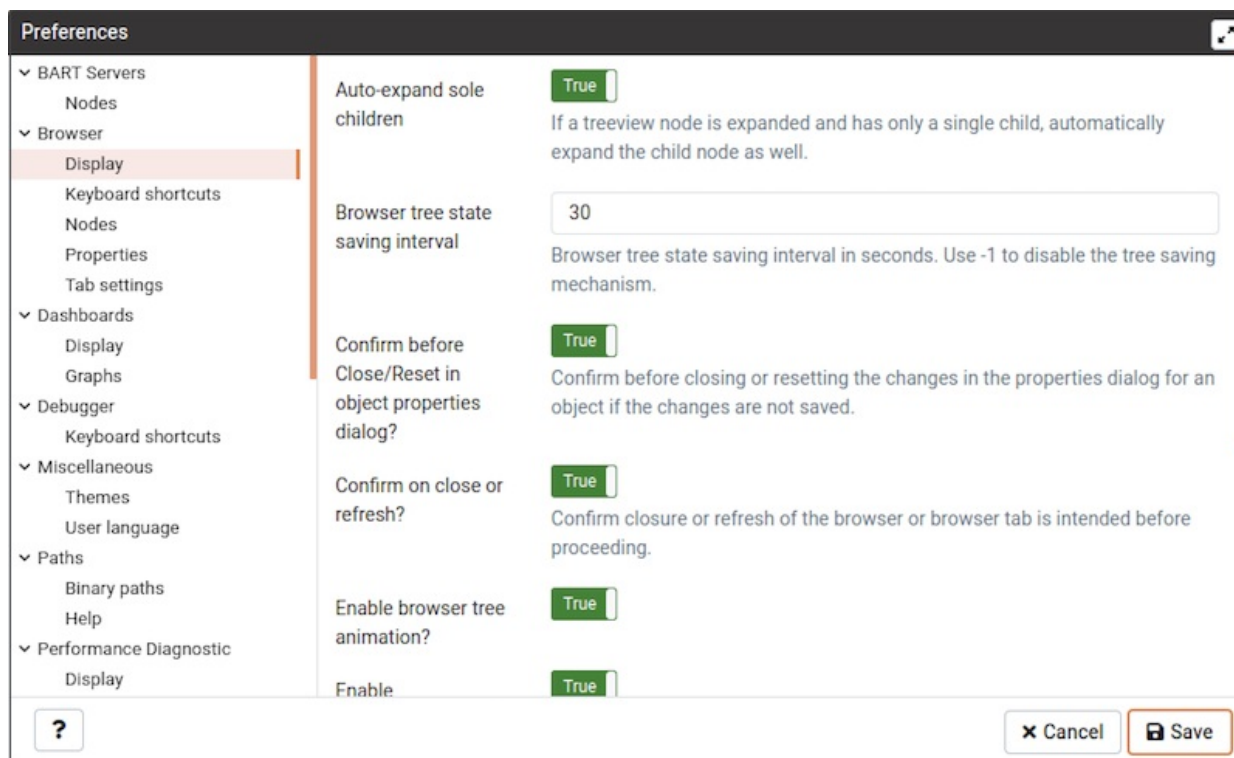 Preferences
BART Servers
Nodes
Browser
Display
Keyboard shortcuts
Nodes
Properties
Tab settings
Dashboards
Display
Graphs
Debugger
Keyboard shortcuts
Miscellaneous
Themes
User language
Paths
Binary paths
Help
Performance Diagnostic
Display
Auto-expand sole
children
True
If a treeview node is expanded and has only a single child, automatically
expand the child node as well.
Browser tree state
saving interval
30
Browser tree state saving interval in seconds. Use -1 to disable the tree saving
mechanism.
Confirm before
Close/Reset in
object properties
dialog?
True
Confirm before closing or resetting the changes in the properties dialog for an
object if the changes are not saved.
Confirm on close or
refresh?
True
Confirm closure or refresh of the browser or browser tab is intended before
proceeding.
Enable browser tree
animation?
True
Enable
True
?
Cancel
Save